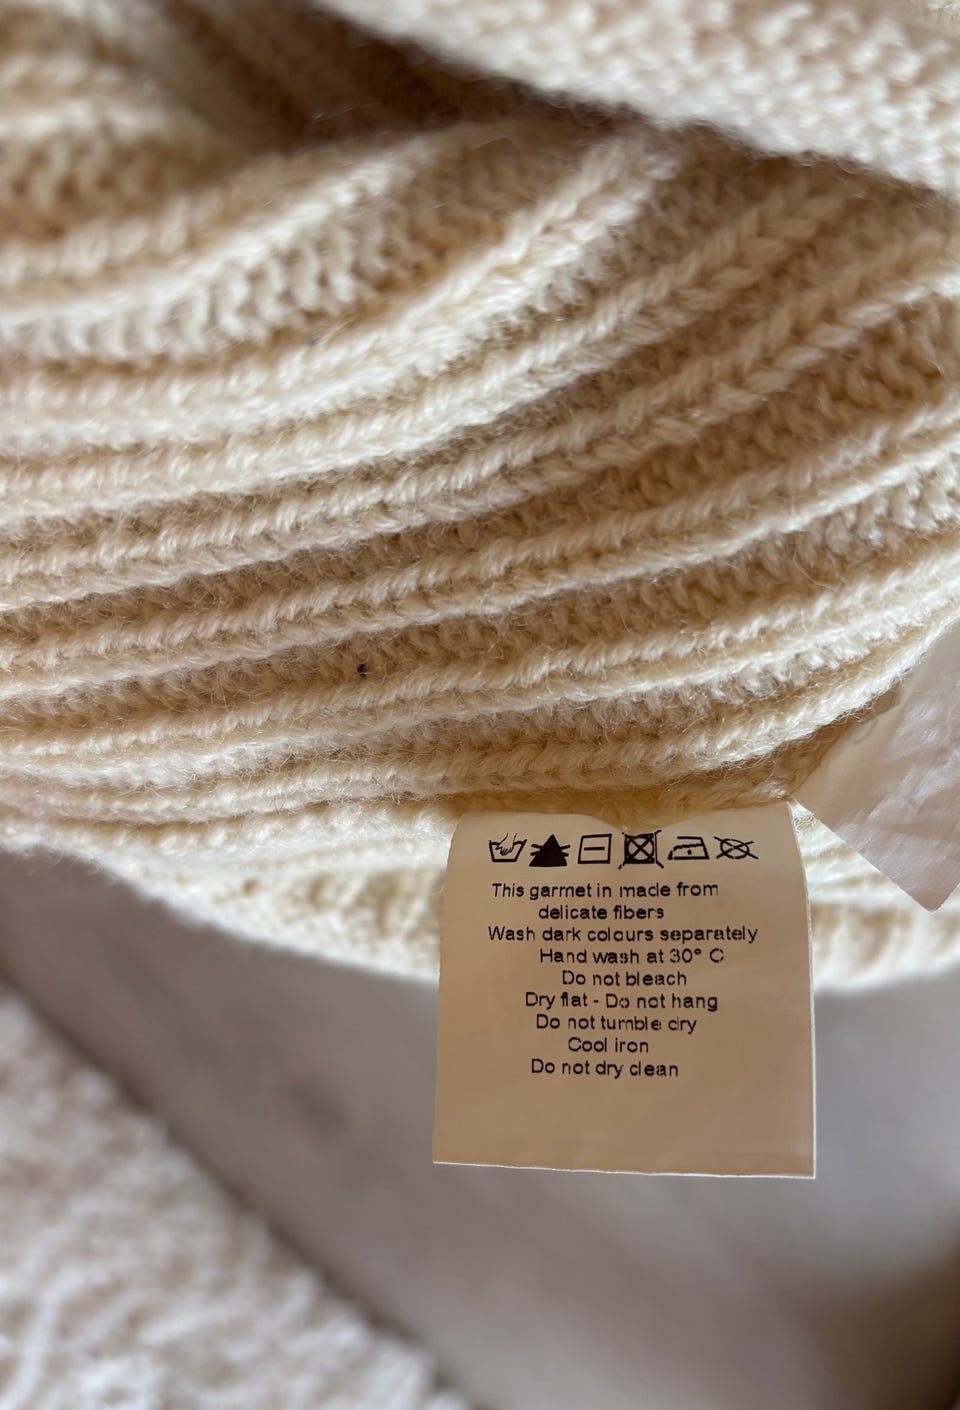 This garmet in made from
delicate fibers
Wash dark colours separately
Hand wash at 30° C
Do not bleach
Dry flat - Do not hang
Do not tumble dry
Cool iron
Do not dry clean